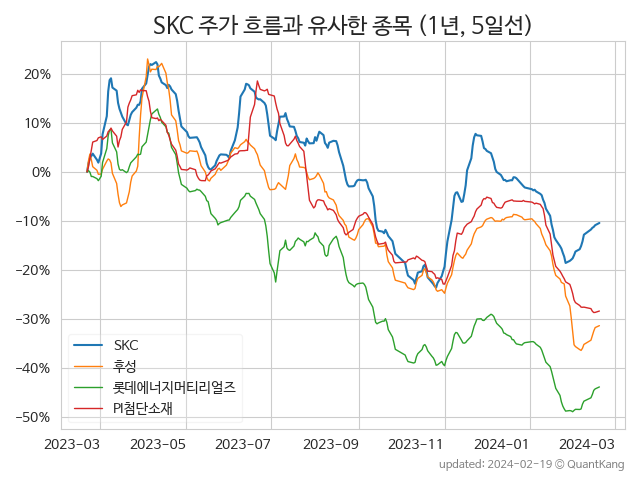 SKC 주가 흐름과 유사한 종목 (1년, 5일선)
20%
10%
0%
−10%
−20%
−30%
−40%
−50%
SKC
후성
롯데에너지머티리얼즈
PI첨단소재
2023-03 2023-05 2023-07 2023-09 2023-11 2024-01 2024-03
updated: 2024-02-19 © QuantKang